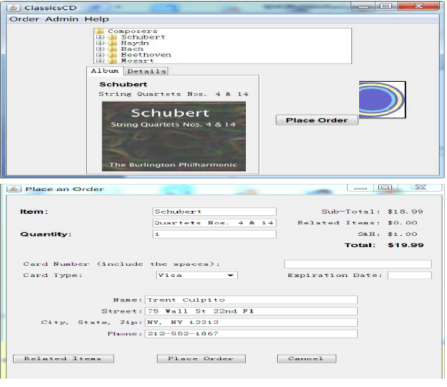 ClassicsCD
Order Admin Help
Composers
Schubert
Haydn
Bach
Beethoven
Mozart
Album Details
Schubert
String Quartets Nos. 4 & 14
Schubert
String Quartets Nos. 4 & 14
The Burlington Philharmonic
Place Order
Place an Order
Item: Schubert Sub-Total: $18.99
Quartets Nos. 4 & 14 Related Items: $0.00
Quantity: 1 S&H: $1.00
Total: $19.99
Card Number (include the spaces):
Card Type: Visa Expiration Date:
Name: Trent Culpito
Street: 75 Wall St 22nd Fl
City, State, Zip: NY, NY 12212
Phone: 212-552-1867
Related Items Place Order Cancel